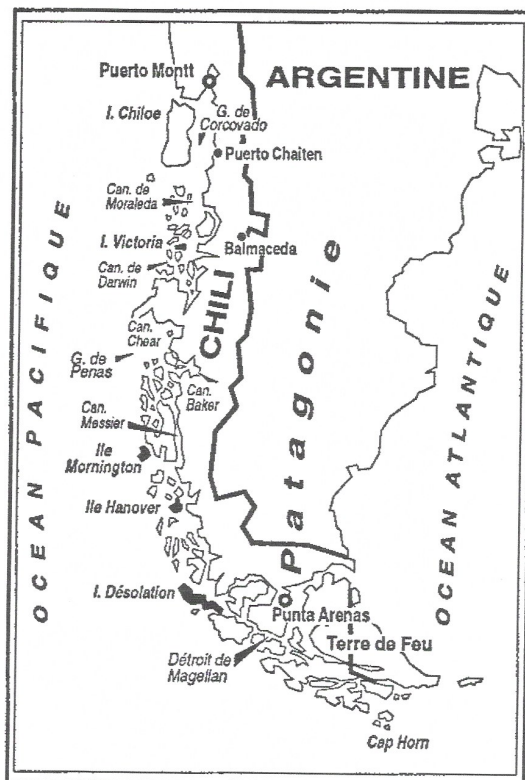 Puerto Montt
ARGENTINE
I. Chiloe
G. de
Corcovado
Puerto Chaiten
Can. de
Moraleda
I. Victoria
Balmaceda
Can. de
Darwin
CHILI
Patagonie
OCEAN PACIFIQUE
OCEAN ATLANTIQUE
Can.
Chear
G. de
Penas
Can.
Baker
Can.
Messier
Ile
Mornington
Ile Hanover
I. Désolation
Punta Arenas
Terre de Feu
Détroit de
Magellan
Cap Horn